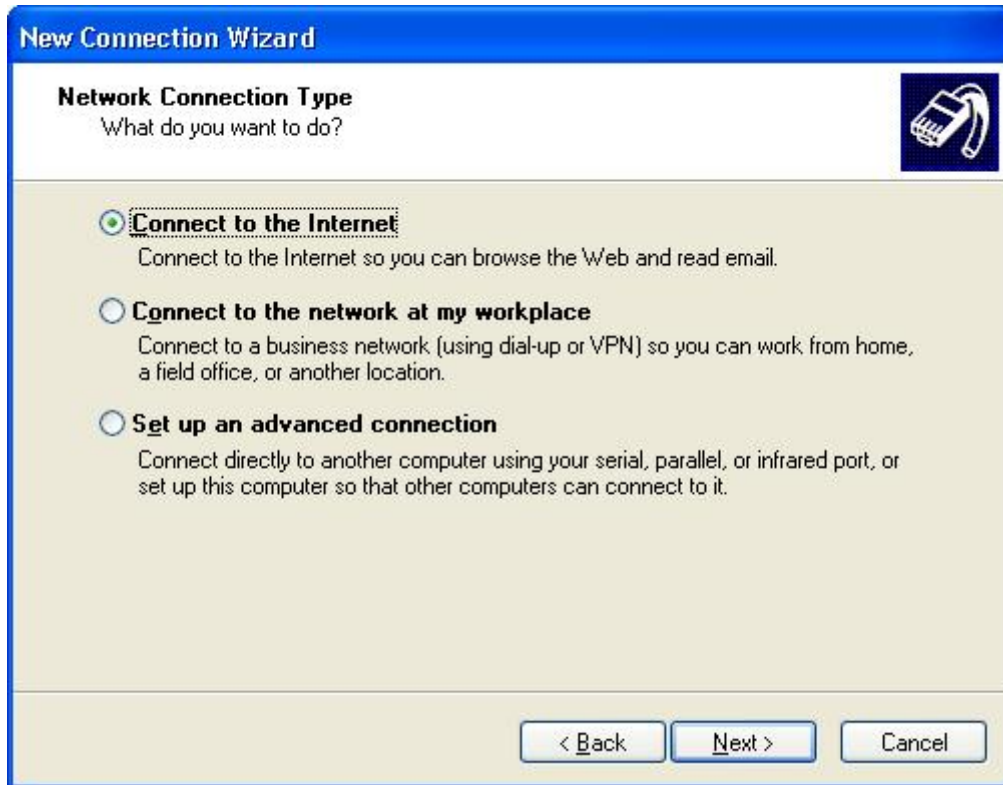 New Connection Wizard
Network Connection Type
What do you want to do?
Connect to the Internet
Connect to the Internet so you can browse the Web and read email.
Connect to the network at my workplace
Connect to a business network (using dial-up or VPN) so you can work from home,
a field office, or another location.
Set up an advanced connection
Connect directly to another computer using your serial, parallel, or infrared port, or
set up this computer so that other computers can connect to it.
< Back
Next >
Cancel